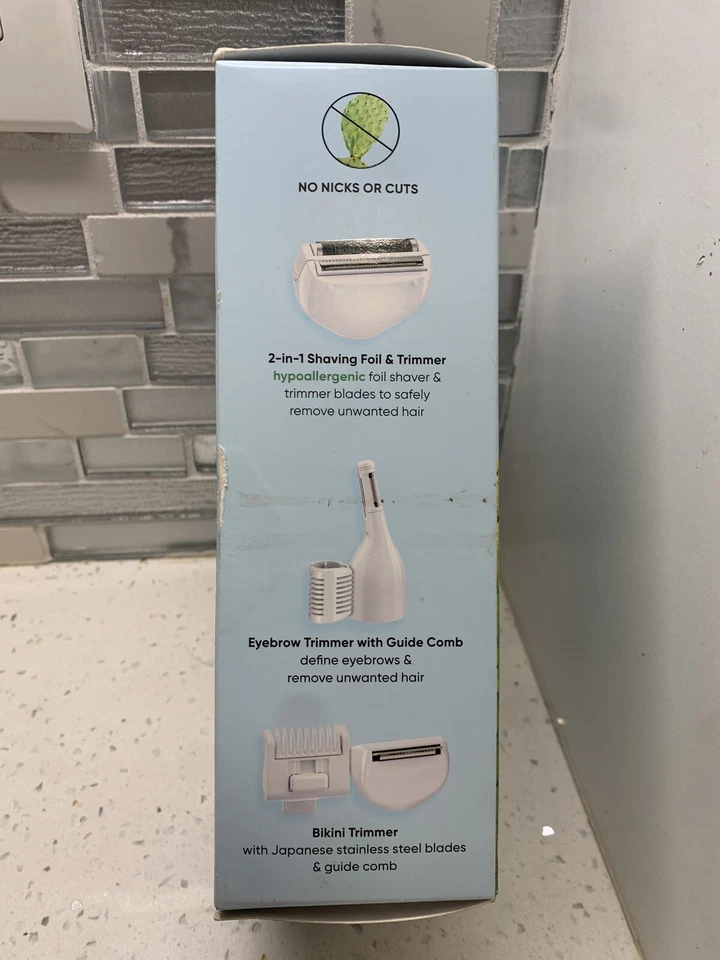 NO NICKS OR CUTS
2-in-1 Shaving Foil & Trimmer
hypoallergenic foil shaver &
trimmer blades to safely
remove unwanted hair
Eyebrow Trimmer with Guide Comb
define eyebrows &
remove unwanted hair
Bikini Trimmer
with Japanese stainless steel blades
& guide comb